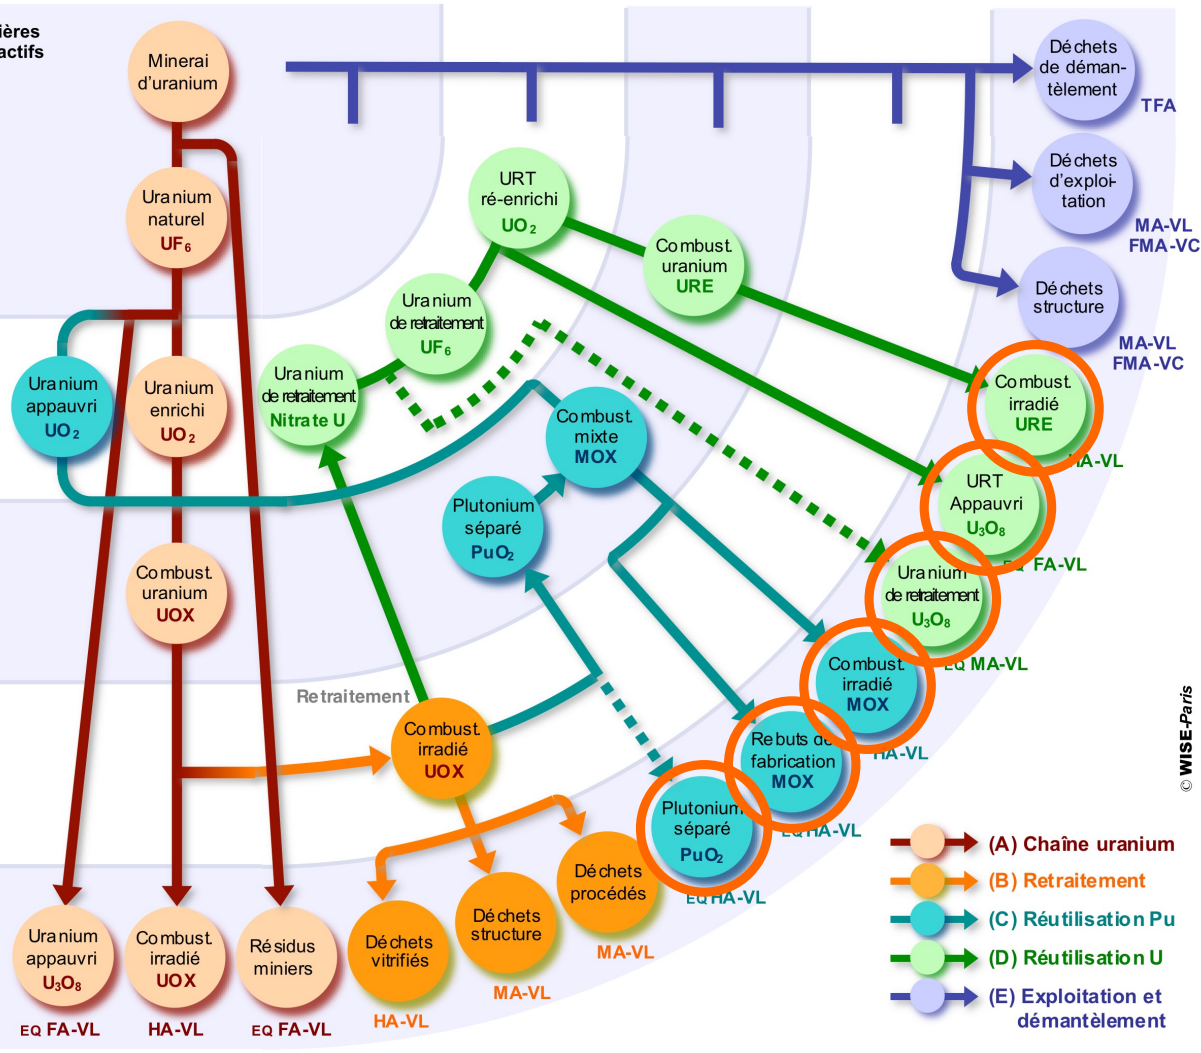 ières
actifs
Minerai
d'uranium
Déchets
de déman-
tèlement
TFA
Uranium
naturel
UF6
URT
ré-enrichi
UO2
Déchets
d'exploi-
tation
MA-VL
FMA-VC
Combust.
uranium
URE
Déchets
structure
MA-VL
FMA-VC
Uranium
de retraitement
UF6
Uranium
appauvri
UO2
Uranium
enrichi
UO2
Uranium
de retraitement
Nitrate U
Combust.
mixte
MOX
Combust.
irradié
URE
HA-VL
Plutonium
séparé
PuO2
URT
Appauvri
U3O8
EQ FA-VL
Combust.
uranium
UOX
Uranium
de retraitement
U3O8
EQ MA-VL
Retraitement
Combust.
irradié
UOX
Combust.
irradié
MOX
HA-VL
Rebuts de
fabrication
MOX
EQ HA-VL
Plutonium
séparé
PuO2
EQ HA-VL
Uranium
appauvri
U3O8
EQ FA-VL
Combust.
irradié
UOX
HA-VL
Résidus
miniers
EQ FA-VL
Déchets
vitrifiés
HA-VL
Déchets
structure
MA-VL
Déchets
procédés
MA-VL
© WISE-Paris
(A) Chaîne uranium
(B) Retraitement
(C) Réutilisation Pu
(D) Réutilisation U
(E) Exploitation et
démantèlement